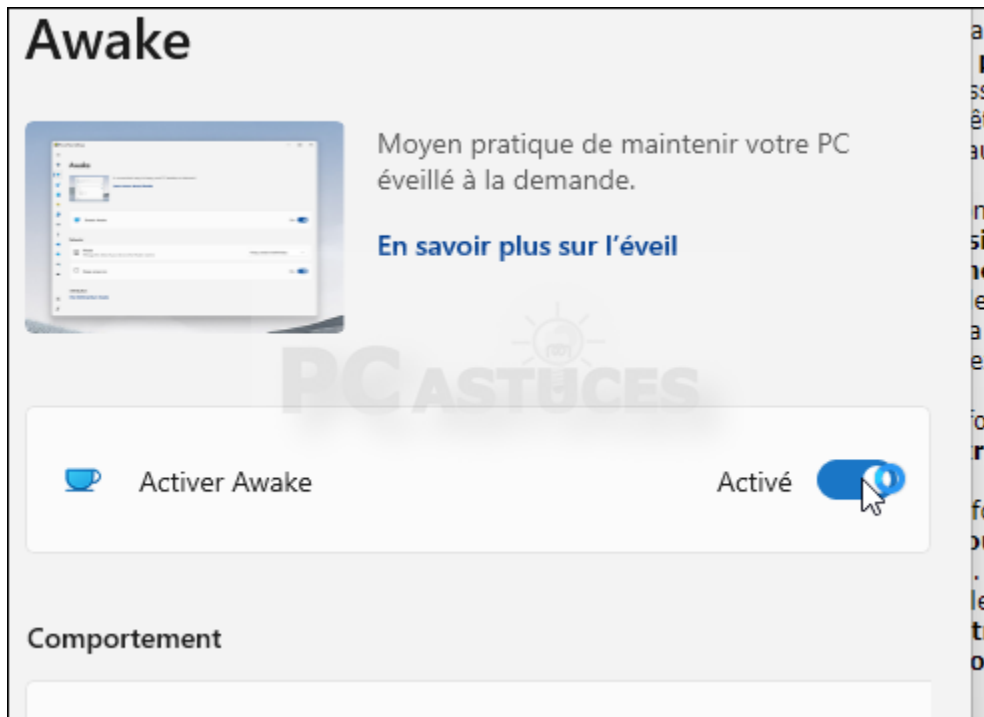 Awake
Moyen pratique de maintenir votre PC
éveillé à la demande.
En savoir plus sur l’éveil
PC ASTUCES
Activer Awake
Activé
Comportement